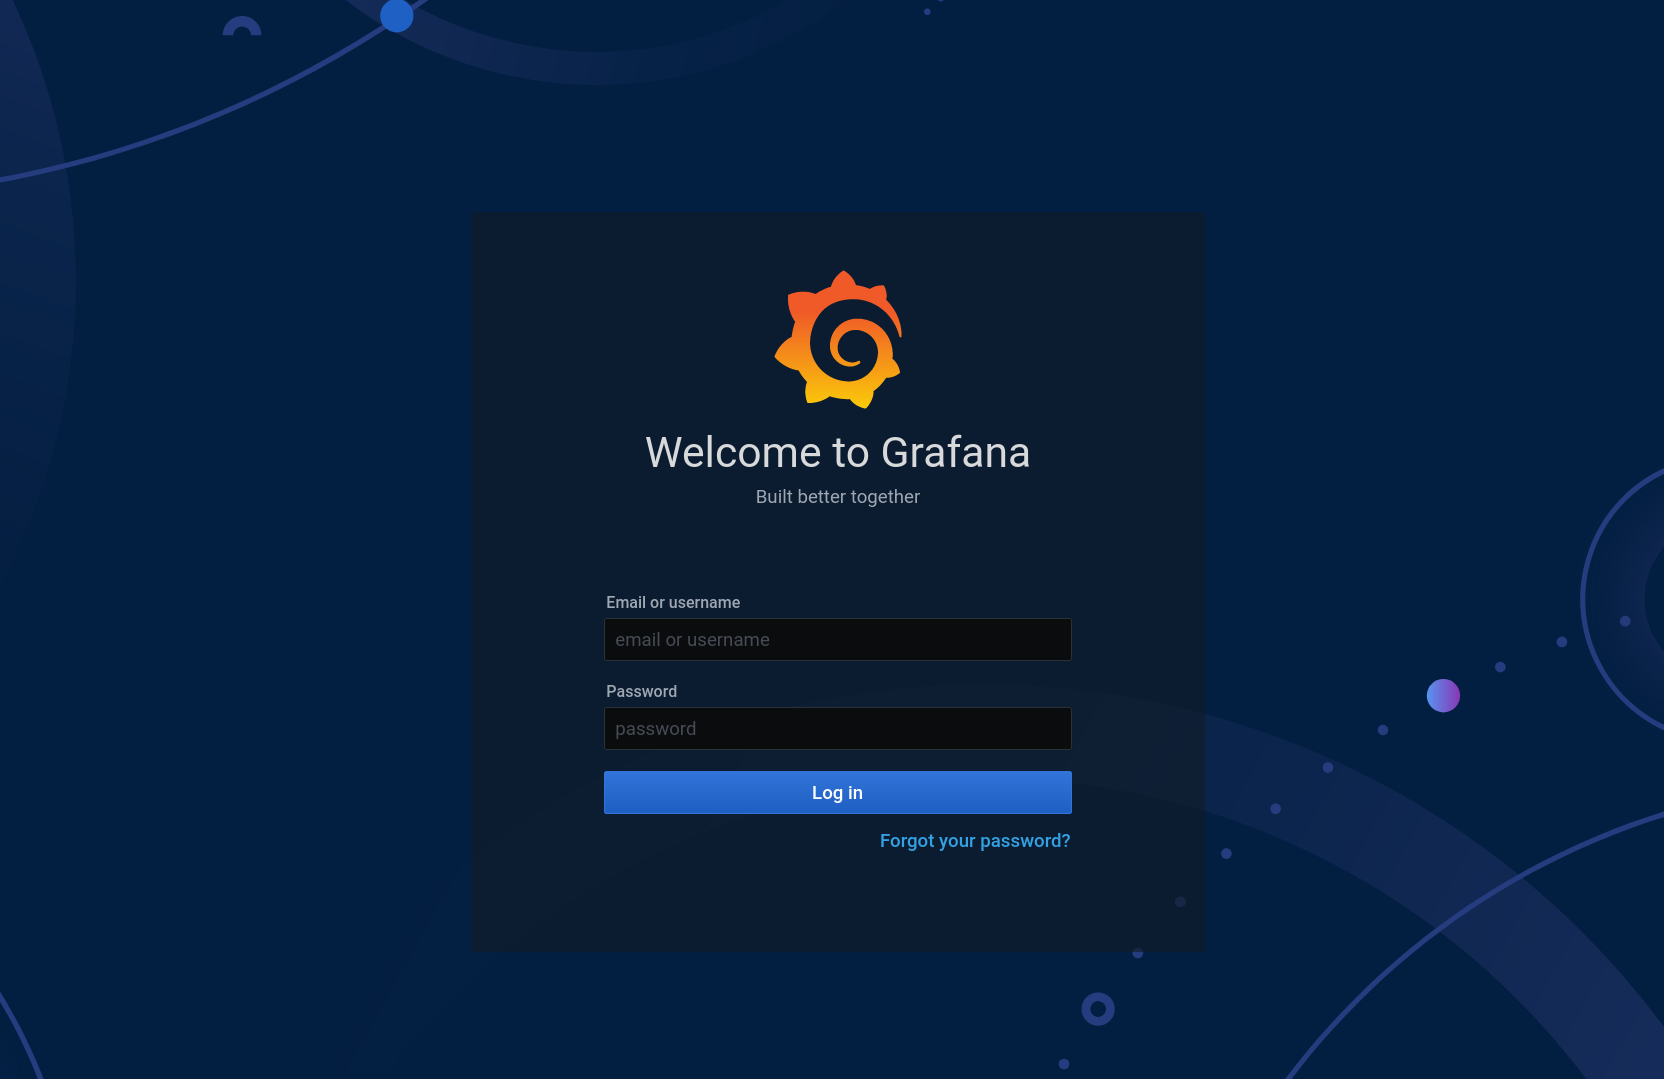 Welcome to Grafana
Built better together
Email or username
email or username
Password
password
Log in
Forgot your password?